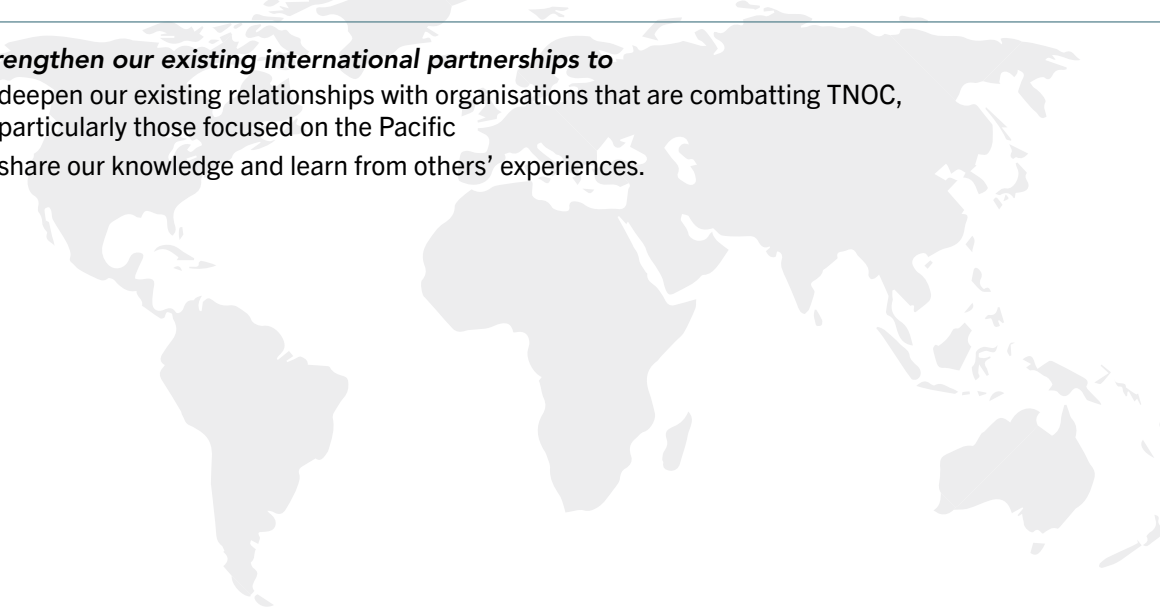 rengthen our existing international partnerships to
deepen our existing relationships with organisations that are combatting TNOC,
particularly those focused on the Pacific
share our knowledge and learn from others’ experiences.